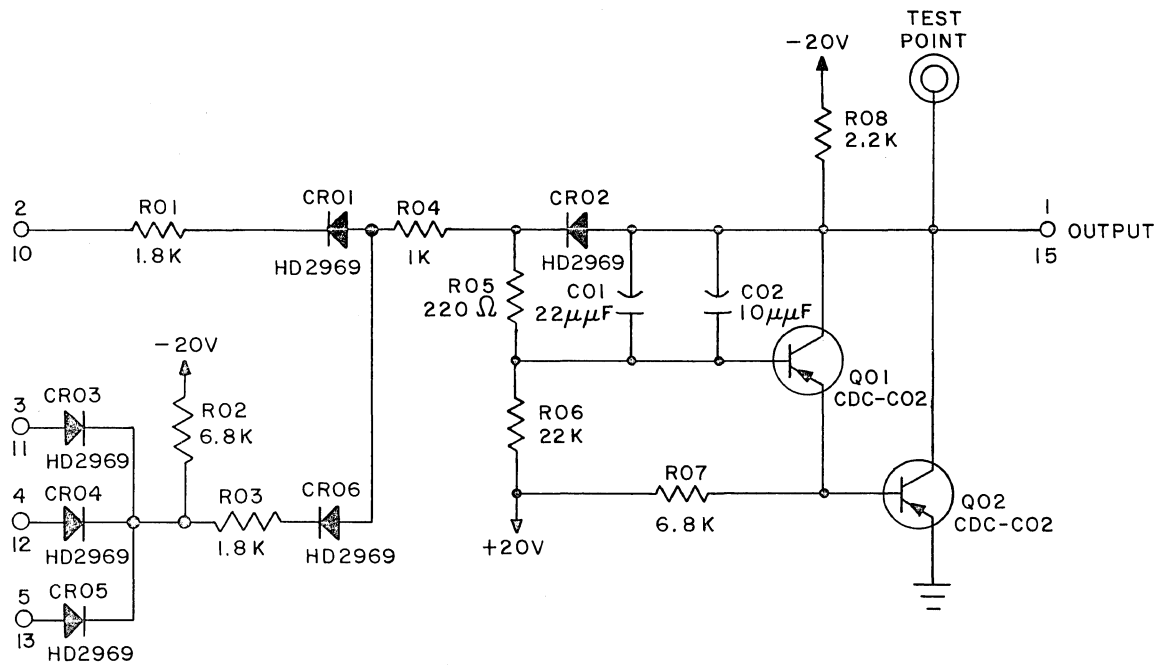 TEST
POINT
-20V
R08
2.2K
2
10
R01
1.8K
CR01
HD2969
R04
1K
CR02
HD2969
1
15
OUTPUT
R05
220Ω
C01
22μμF
C02
10μμF
-20V
R02
6.8K
3
11
CR03
HD2969
Q01
CDC-C02
R06
22K
4
12
CR04
HD2969
R03
1.8K
CR06
HD2969
R07
6.8K
Q02
CDC-C02
+20V
5
13
CR05
HD2969